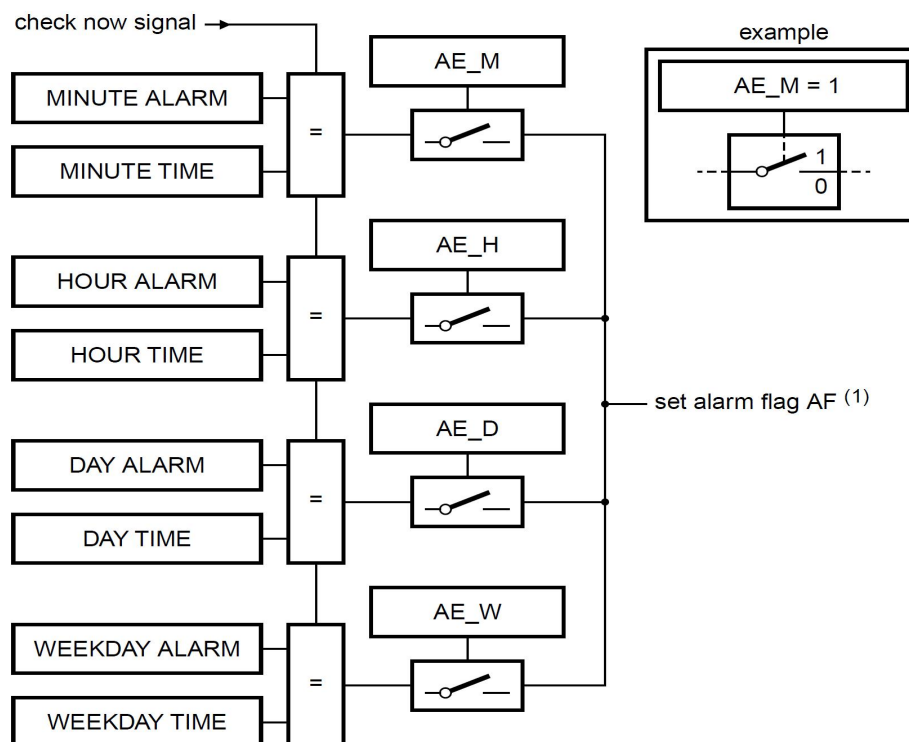 check now signal
example
AE_M
AE_M = 1
MINUTE ALARM
=
MINUTE TIME
1
0
AE_H
HOUR ALARM
=
HOUR TIME
set alarm flag AF (1)
AE_D
DAY ALARM
=
DAY TIME
AE_W
WEEKDAY ALARM
=
WEEKDAY TIME